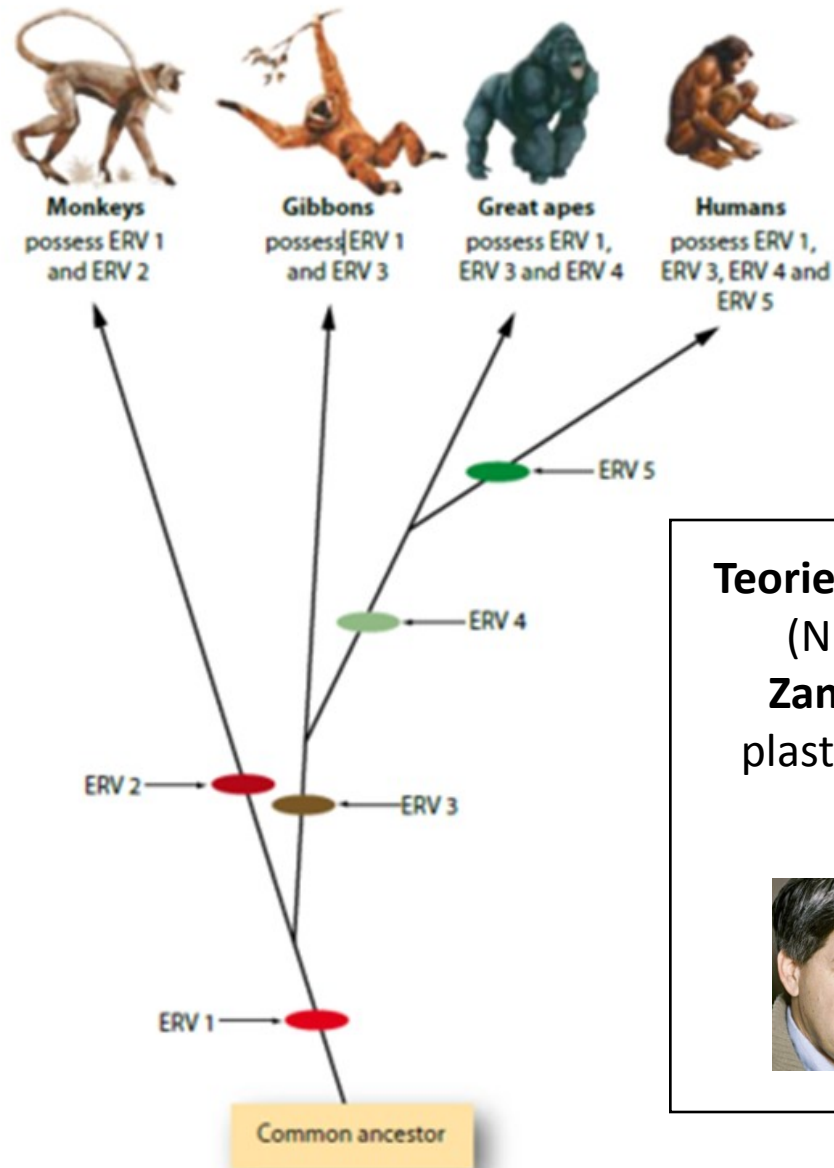 Monkeys
possess ERV 1
and ERV 2
Gibbons
possess ERV 1
and ERV 3
Great apes
possess ERV 1,
ERV 3 and ERV 4
Humans
possess ERV 1,
ERV 3, ERV 4 and
ERV 5
ERV 5
ERV 4
ERV 2
ERV 3
ERV 1
Common ancestor
Teorie
(N
Zan
plast